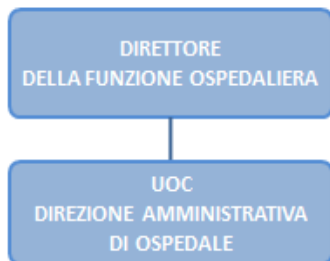 DIRETTORE
DELLA FUNZIONE OSPEDALIERA
UOC
DIREZIONE AMMINISTRATIVA
DI OSPEDALE